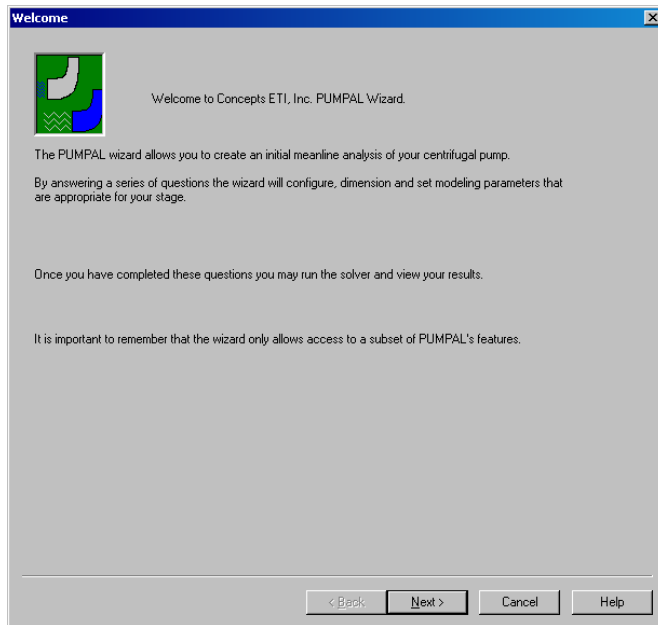 Welcome
Welcome to Concepts ETI, Inc. PUMPAL Wizard.
The PUMPAL wizard allows you to create an initial meanline analysis of your centrifugal pump.
By answering a series of questions the wizard will configure, dimension and set modeling parameters that
are appropriate for your stage.
Once you have completed these questions you may run the solver and view your results.
It is important to remember that the wizard only allows access to a subset of PUMPAL's features.
< Back Next > Cancel Help